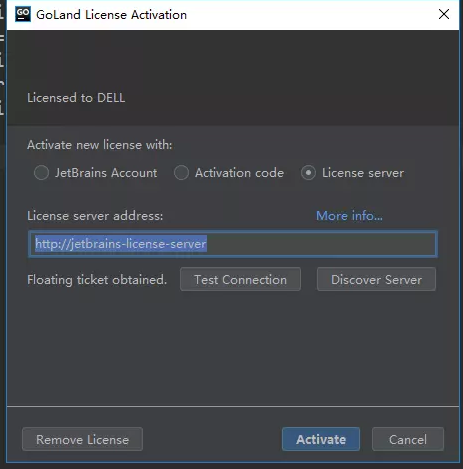 GO
GoLand License Activation
Licensed to DELL
Activate new license with:
JetBrains Account Activation code License server
License server address: More info...
http://jetbrains-license-server
Floating ticket obtained. Test Connection Discover Server
Remove License Activate Cancel